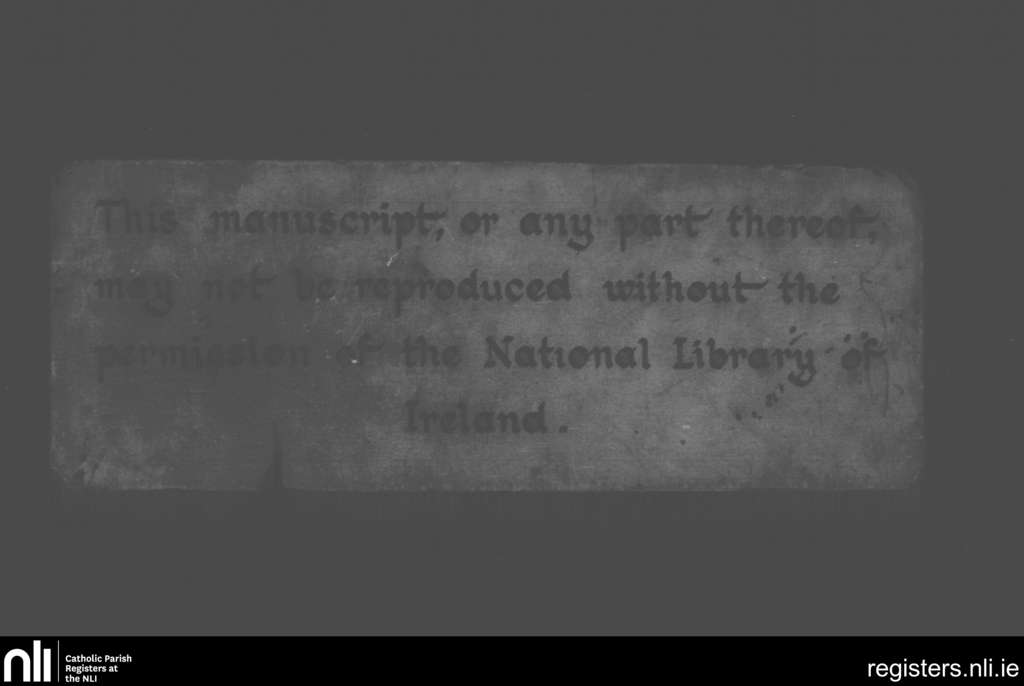 This manuscript, or any part thereof,
may not be reproduced without the
permission of the National Library of
Ireland.
nli
Catholic Parish
Registers at
the NLI
registers.nli.ie